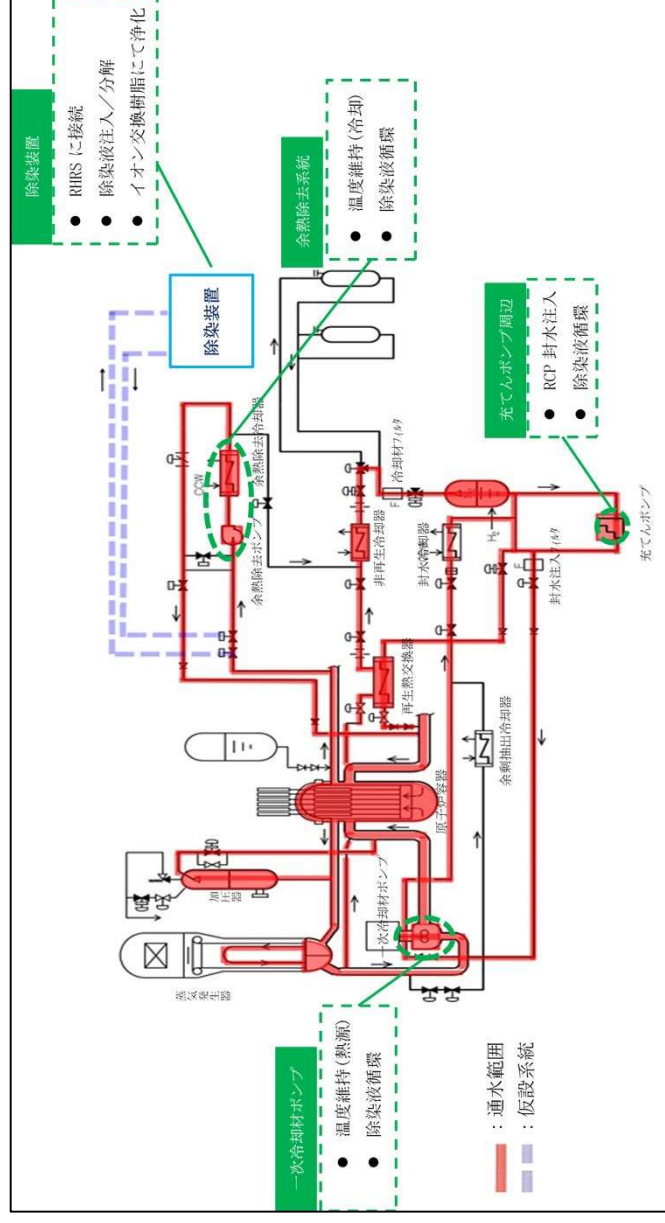 除染装置
● RHRS に接続
● 除染液注入／分解
● イオン交換樹脂にて浄化
余熱除去系統
● 温度維持(冷却)
● 除染液循環
充てんポンプ周辺
● RCP 封水注入
● 除染液循環
一次冷却材ポンプ
● 温度維持(熱源)
● 除染液循環
除染装置
余熱除去冷却器
CCW
余熱除去ポンプ
冷却材フィルタ
F
非再生冷却器
封水冷却器
H₂
F
封水注入フィルタ
充てんポンプ
再生熱交換器
余剰抽出冷却器
原子炉容器
加圧器
一次冷却材ポンプ
蒸気発生器
：通水範囲
：仮設系統